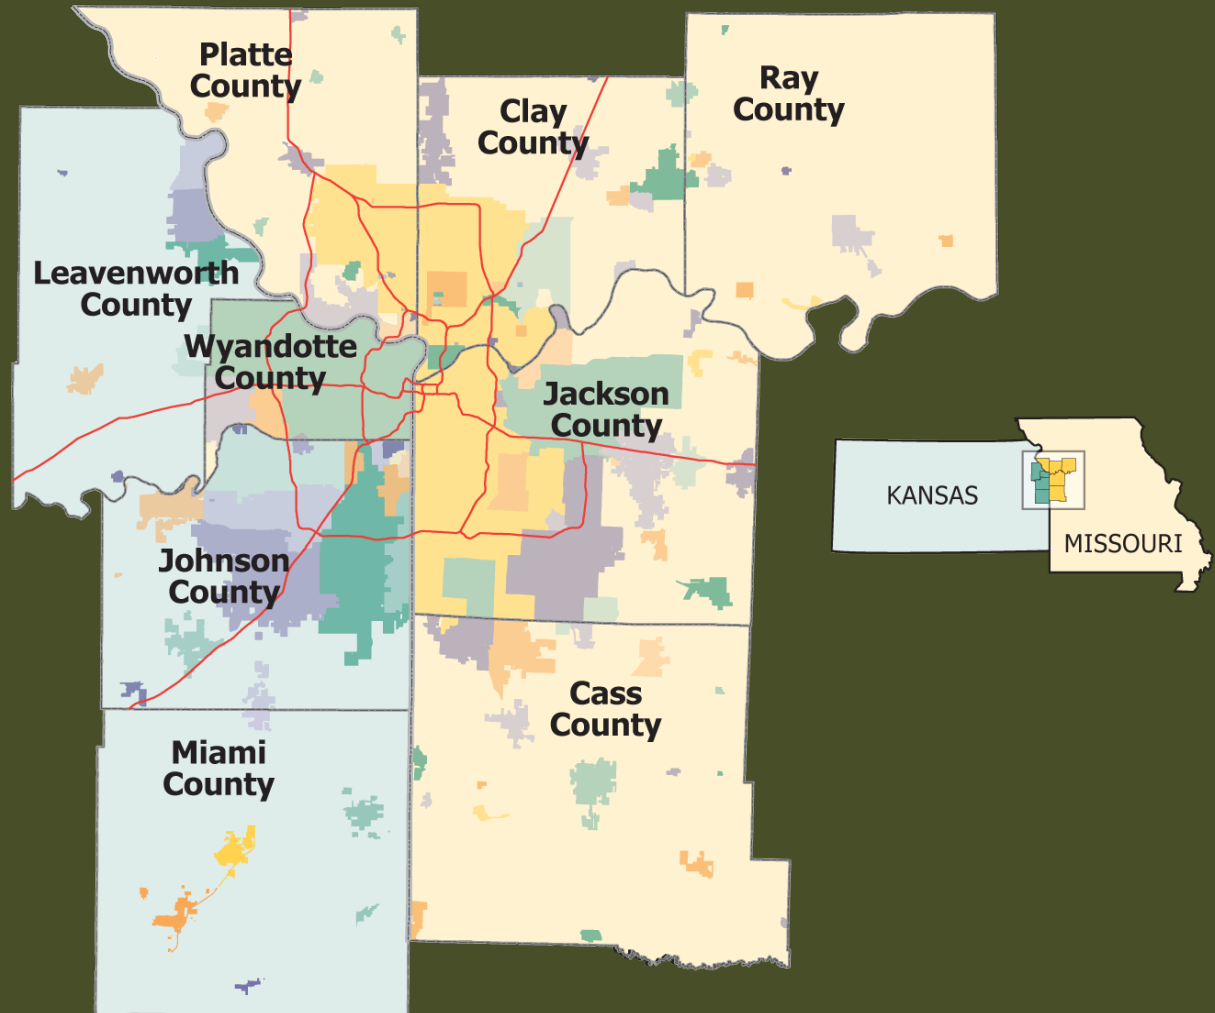 Platte
County
Clay
County
Ray
County
Leavenworth
County
Wyandotte
County
Jackson
County
KANSAS
MISSOURI
Johnson
County
Cass
County
Miami
County